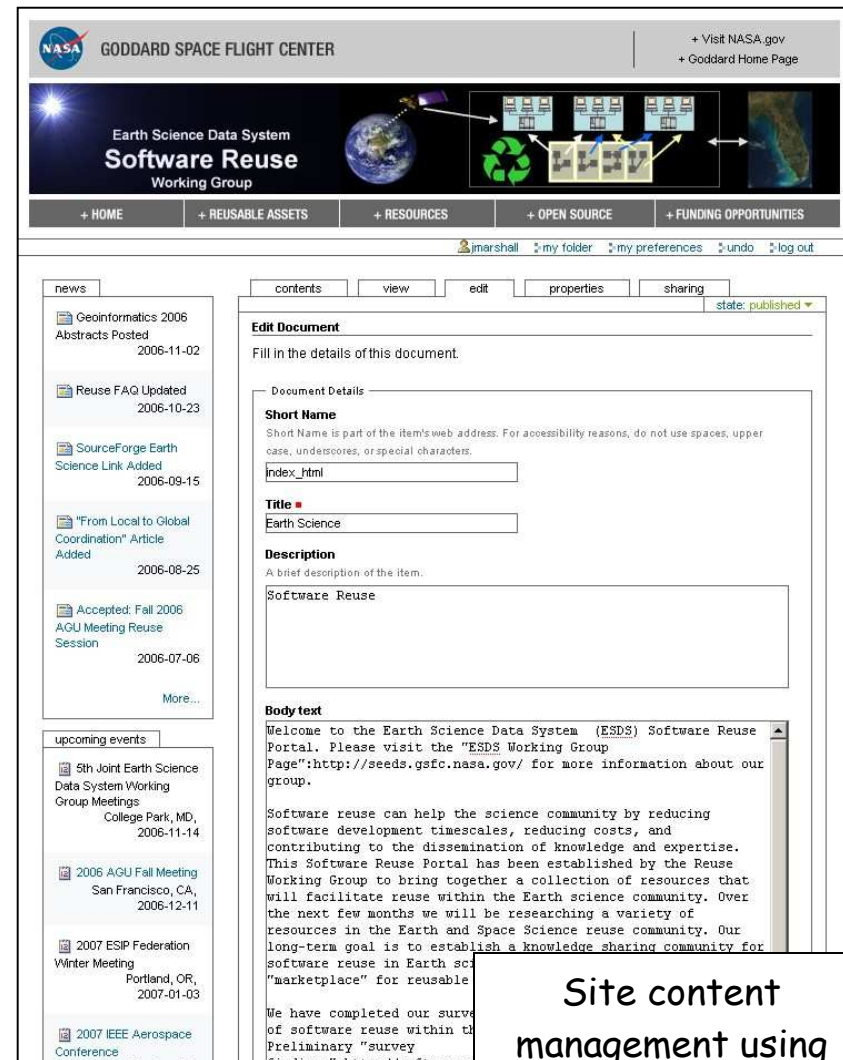 NASA
GODDARD SPACE FLIGHT CENTER
+ Visit NASA.gov
+ Goddard Home Page
Earth Science Data System
Software Reuse
Working Group
+ HOME
+ REUSABLE ASSETS
+ RESOURCES
+ OPEN SOURCE
+ FUNDING OPPORTUNITIES
jmarshall my folder my preferences undo log out
news
Geoinformatics 2006
Abstracts Posted
2006-11-02
Reuse FAQ Updated
2006-10-23
SourceForge Earth
Science Link Added
2006-09-15
"From Local to Global
Coordination" Article
Added
2006-08-25
Accepted: Fall 2006
AGU Meeting Reuse
Session
2006-07-06
More...
upcoming events
5th Joint Earth Science
Data System Working
Group Meetings
College Park, MD,
2006-11-14
2006 AGU Fall Meeting
San Francisco, CA,
2006-12-11
2007 ESIP Federation
Winter Meeting
Portland, OR,
2007-01-03
2007 IEEE Aerospace
Conference
contents view edit properties sharing
state: published
Edit Document
Fill in the details of this document.
Document Details
Short Name
Short Name is part of the item's web address. For accessibility reasons, do not use spaces, upper
case, underscores, or special characters.
index_html
Title
Earth Science
Description
A brief description of the item.
Software Reuse
Body text
Welcome to the Earth Science Data System (ESDS) Software Reuse
Portal. Please visit the "ESDS Working Group
Page":http://seeds.gsfc.nasa.gov/ for more information about our
group.
Software reuse can help the science community by reducing
software development timescales, reducing costs, and
contributing to the dissemination of knowledge and expertise.
This Software Reuse Portal has been established by the Reuse
Working Group to bring together a collection of resources that
will facilitate reuse within the Earth science community. Over
the next few months we will be researching a variety of
resources in the Earth and Space Science reuse community. Our
long-term goal is to establish a knowledge sharing community for
software reuse in Earth sci
"marketplace" for reusable
We have completed our surve
of software reuse within th
Preliminary "survey
Site content
management using